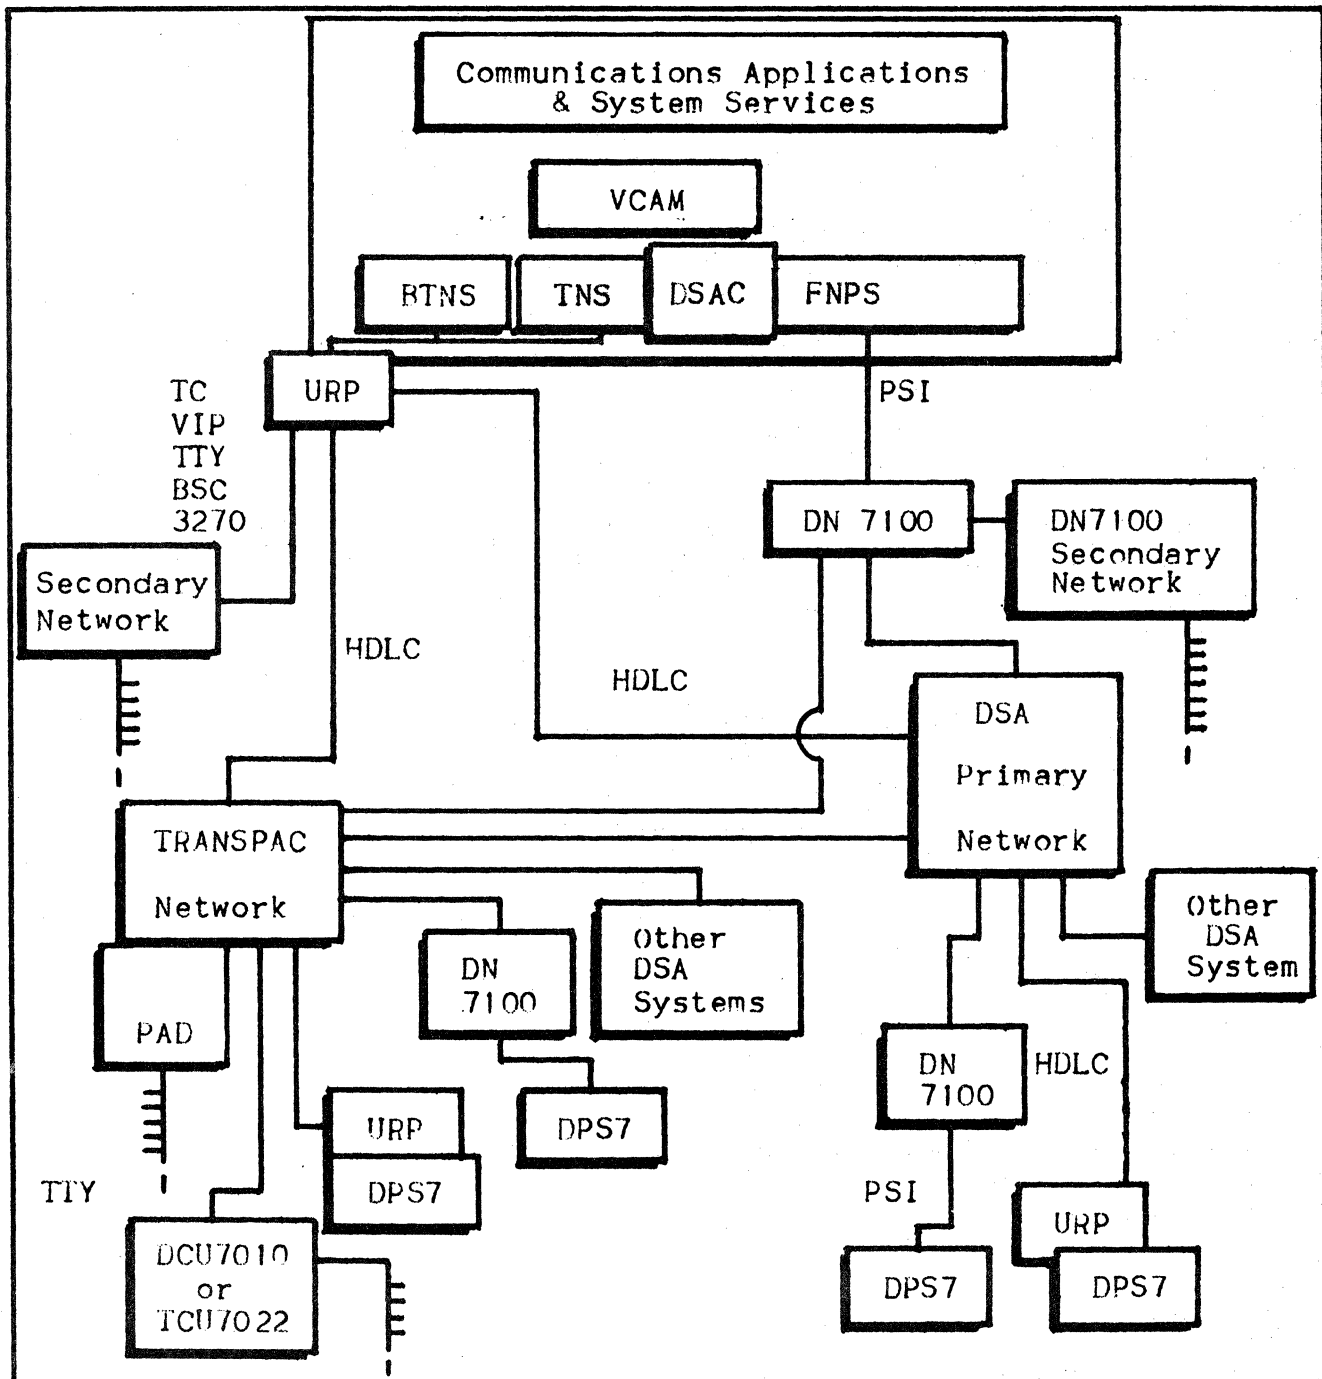 Communications Applications
& System Services
VCAM
BTNS
TNS
DSAC
FNPS
URP
PSI
TC
VIP
TTY
BSC
3270
DN 7100
DN7100
Secondary
Network
Secondary
Network
HDLC
HDLC
DSA
Primary
Network
TRANSPAC
Network
Other
DSA
Systems
Other
DSA
System
DN
7100
PAD
DN
7100
HDLC
URP
DPS7
DPS7
TTY
PSI
URP
DCU7010
or
TCU7022
DPS7
DPS7